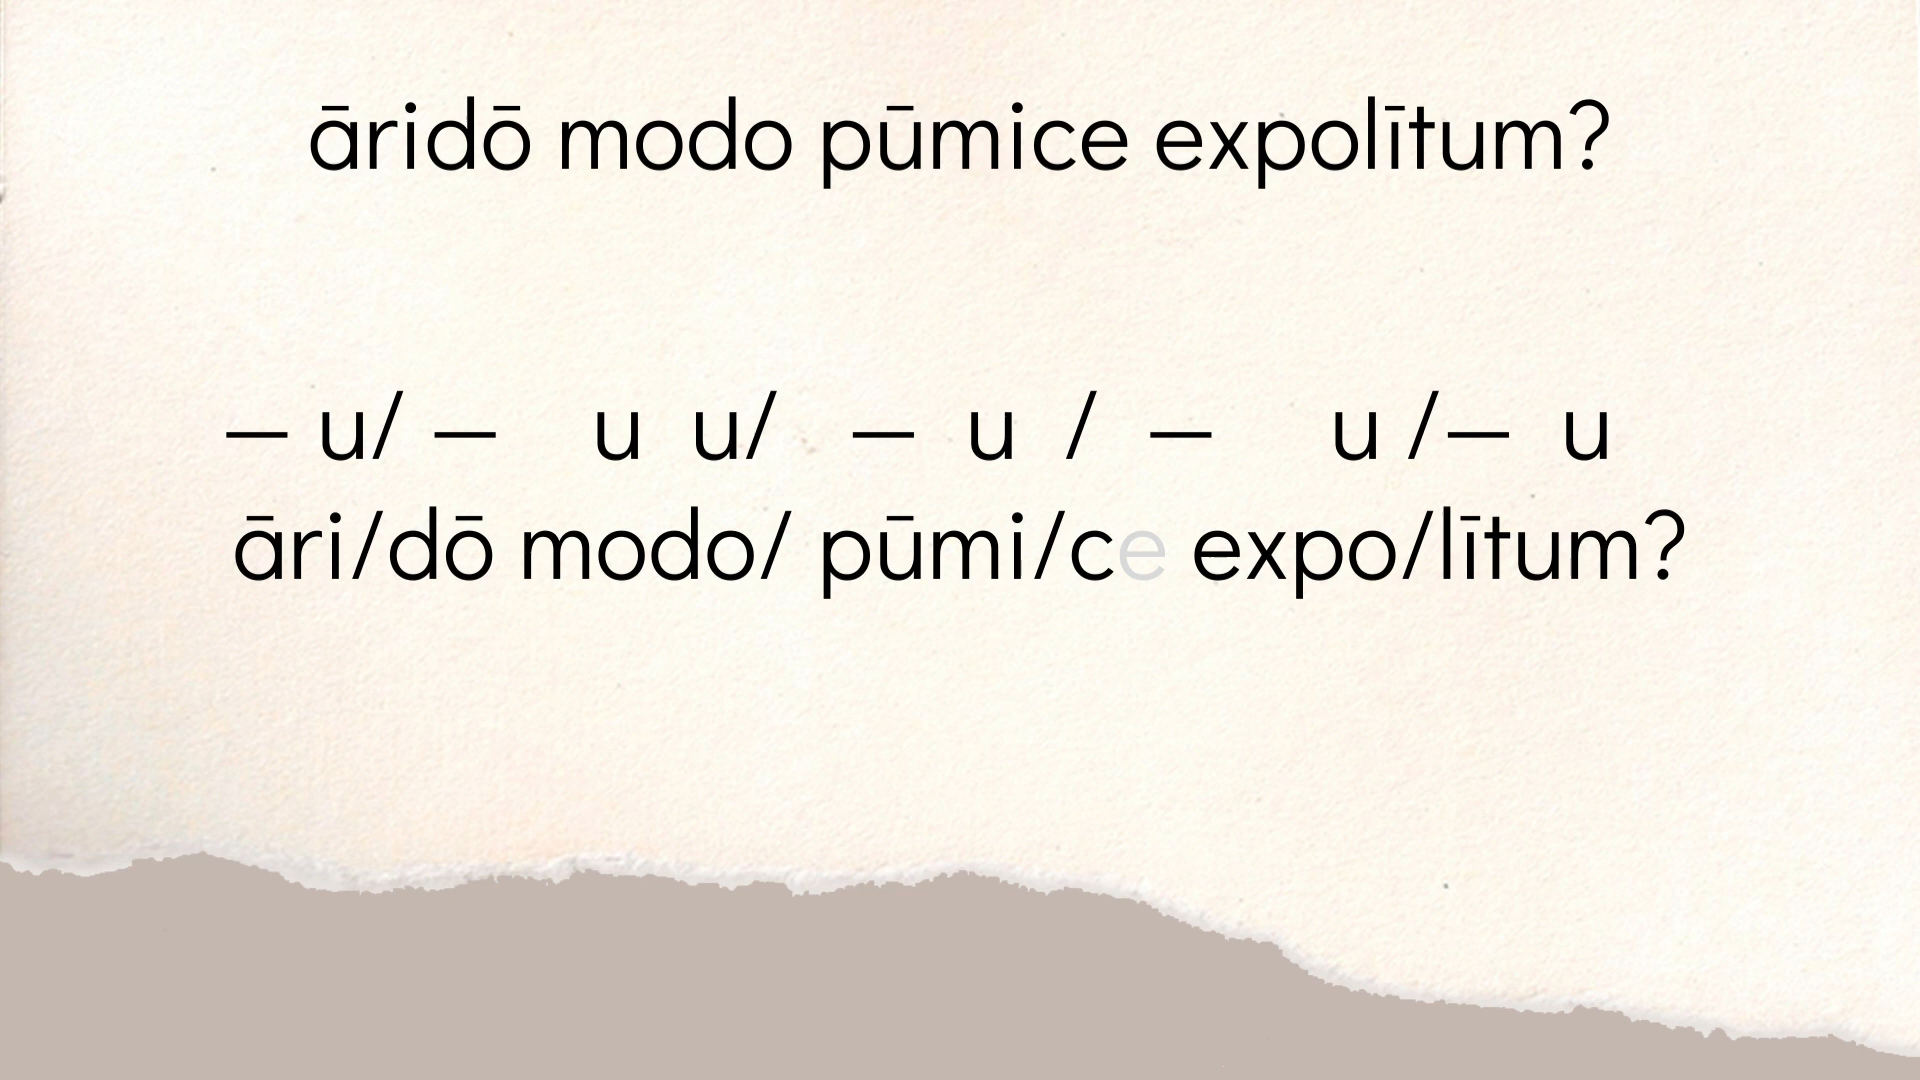 āridō modo pūmice expolītum?
— u/ — u u/ — u / — u /— u
āri/dō modo/ pūmi/ce expo/lītum?